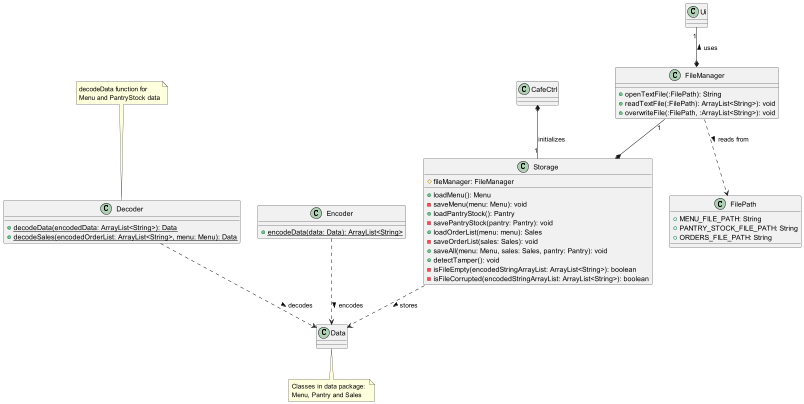 C Ui
1
uses
C FileManager
openTextFile(:FilePath): String
readTextFile(:FilePath): ArrayList<String>): void
overwriteFile(:FilePath, :ArrayList<String>): void
decodeData function for
Menu and PantryStock data
C CafeCtrl
initializes
1
1
reads from
C Storage
fileManager: FileManager
loadMenu(): Menu
saveMenu(menu: Menu): void
loadPantryStock(): Pantry
savePantryStock(pantry: Pantry): void
loadOrderList(menu: menu): Sales
saveOrderList(sales: Sales): void
saveAll(menu: Menu, sales: Sales, pantry: Pantry): void
detectTamper(): void
isFileEmpty(encodedStringArrayList: ArrayList<String>): boolean
isFileCorrupted(encodedStringArrayList: ArrayList<String>): boolean
C FilePath
MENU_FILE_PATH: String
PANTRY_STOCK_FILE_PATH: String
ORDERS_FILE_PATH: String
C Decoder
decodeData(encodedData: ArrayList<String>): Data
decodeSales(encodedOrderList: ArrayList<String>, menu: Menu): Data
C Encoder
encodeData(data: Data): ArrayList<String>
decodes
encodes
stores
C Data
Classes in data package:
Menu, Pantry and Sales